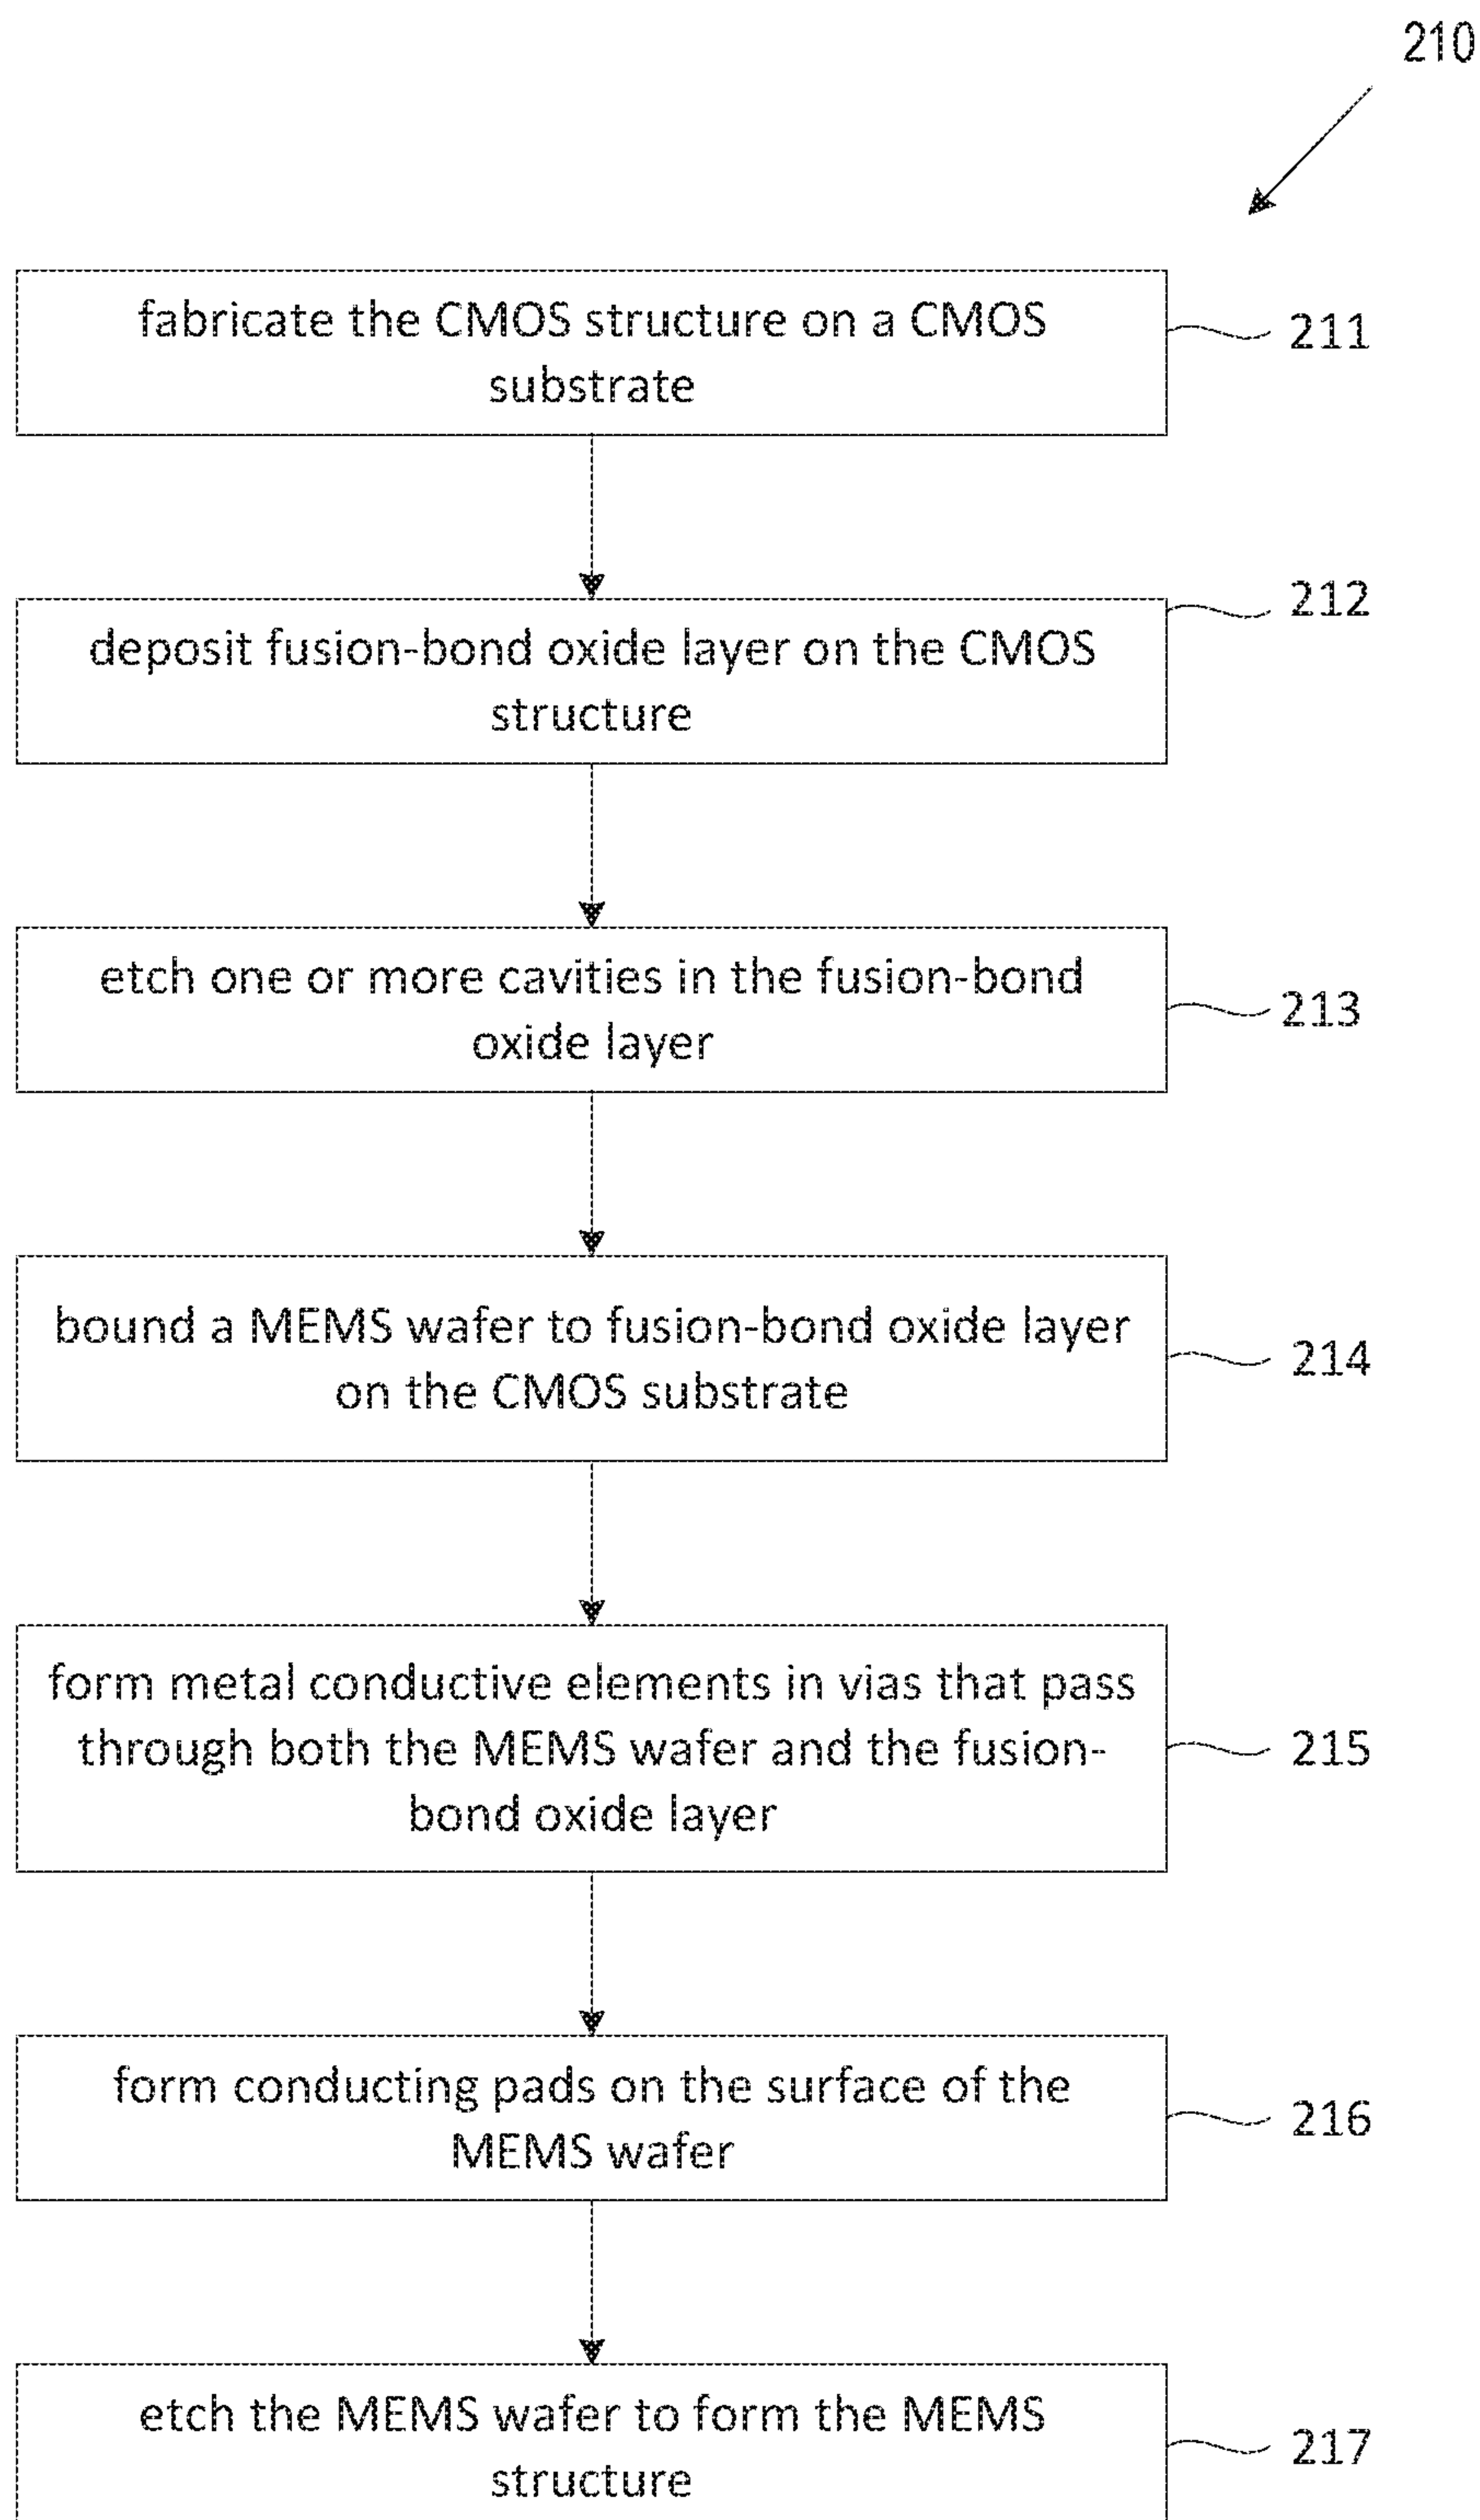 210
fabricate the CMOS structure on a CMOS
substrate
211
deposit fusion-bond oxide layer on the CMOS
structure
212
etch one or more cavities in the fusion-bond
oxide layer
213
bound a MEMS wafer to fusion-bond oxide layer
on the CMOS substrate
214
form metal conductive elements in vias that pass
through both the MEMS wafer and the fusion-
bond oxide layer
215
form conducting pads on the surface of the
MEMS wafer
216
etch the MEMS wafer to form the MEMS
structure
217